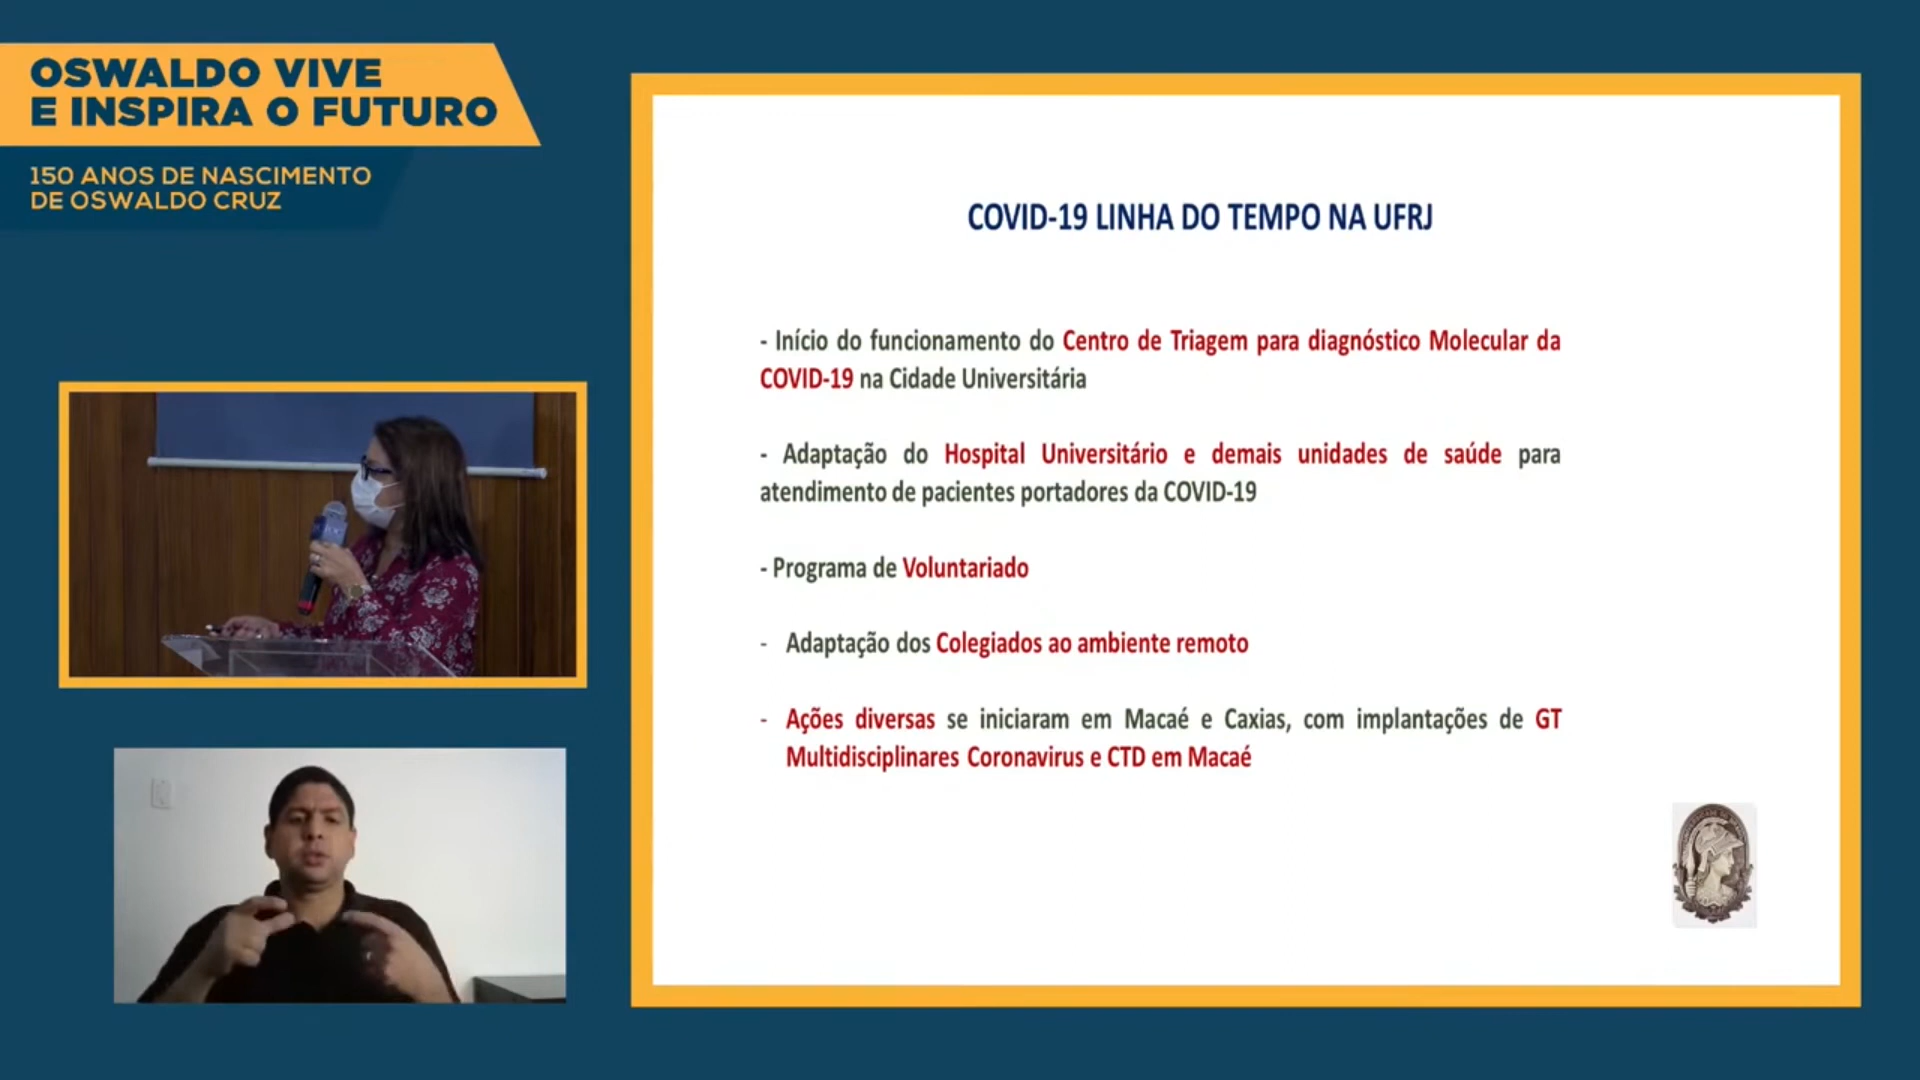 OSWALDO VIVE
E INSPIRA O FUTURO
150 ANOS DE NASCIMENTO
DE OSWALDO CRUZ
COVID-19 LINHA DO TEMPO NA UFRJ
- Início do funcionamento do Centro de Triagem para diagnóstico Molecular da
COVID-19 na Cidade Universitária
- Adaptação do Hospital Universitário e demais unidades de saúde para
atendimento de pacientes portadores da COVID-19
- Programa de Voluntariado
- Adaptação dos Colegiados ao ambiente remoto
- Ações diversas se iniciaram em Macaé e Caxias, com implantações de GT
Multidisciplinares Coronavirus e CTD em Macaé